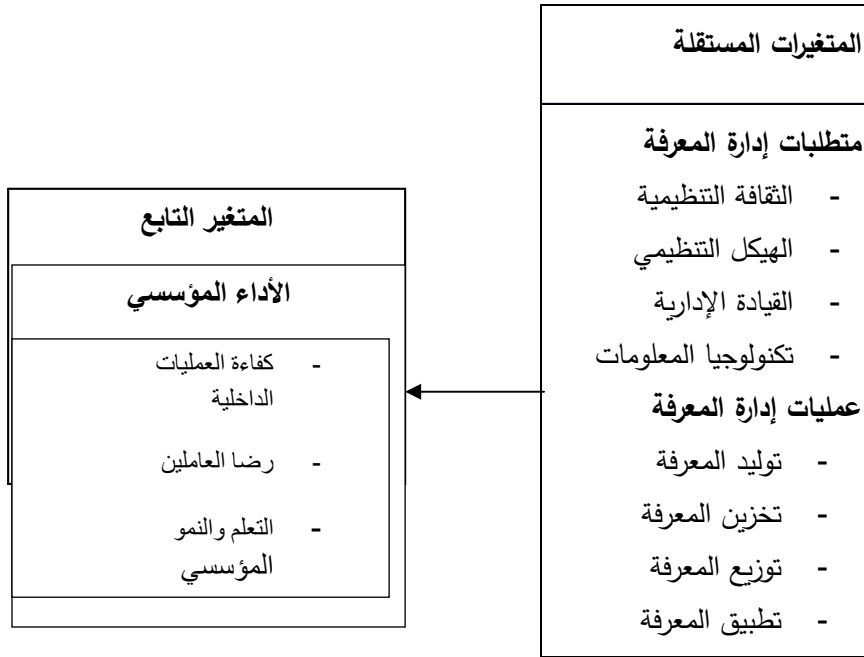 المتغيرات المستقلة
متطلبات إدارة المعرفة
- الثقافة التنظيمية
- الهيكل التنظيمي
- القيادة الإدارية
- تكنولوجيا المعلومات
عمليات إدارة المعرفة
- توليد المعرفة
- تخزين المعرفة
- توزيع المعرفة
- تطبيق المعرفة
المتغير التابع
الأداء المؤسسي
- كفاءة العمليات
الداخلية
- رضا العاملين
- التعلم والنمو
المؤسسي